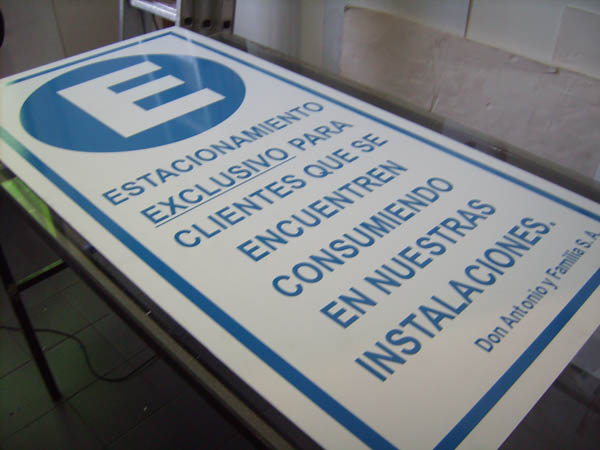 E
ESTACIONAMIENTO
EXCLUSIVO PARA
CLIENTES QUE SE
ENCUENTREN
CONSUMIENDO
EN NUESTRAS
INSTALACIONES.
Don Antonio y Familia S. A.